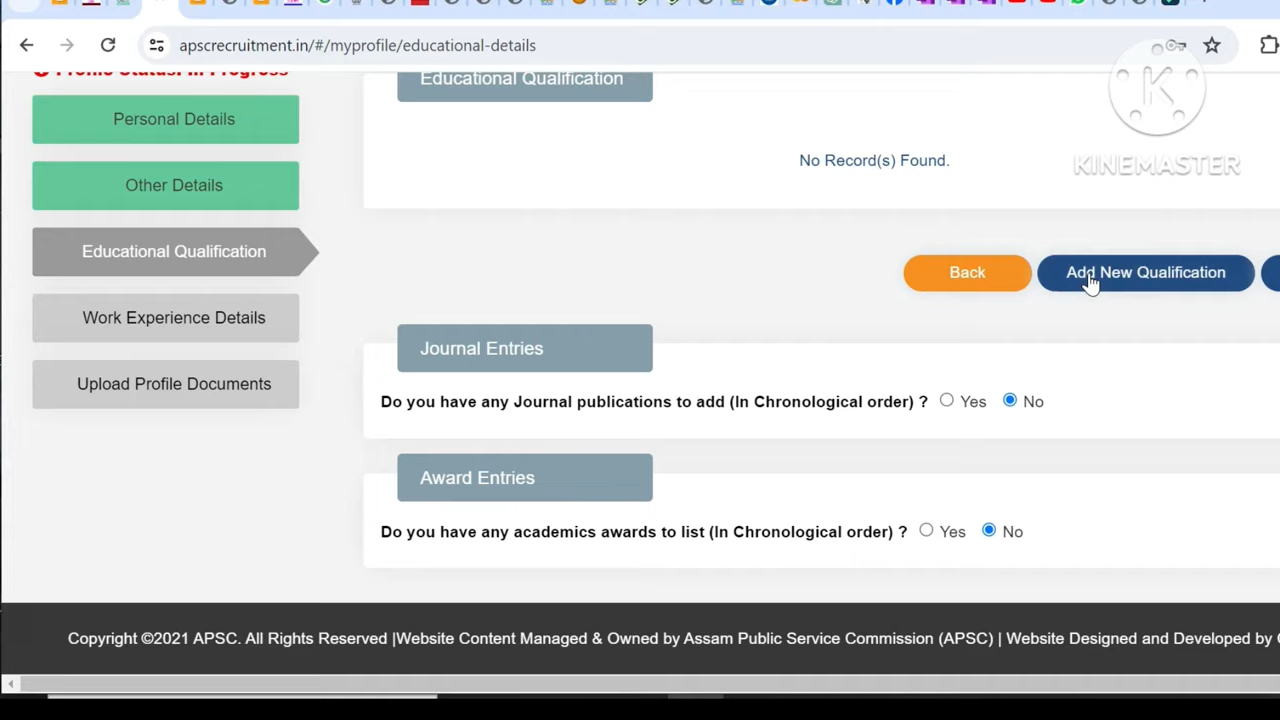 apscrecruitment.in/#/myprofile/educational-details
Profile Status: In Progress
Personal Details
Other Details
Educational Qualification
Work Experience Details
Upload Profile Documents
Educational Qualification
No Record(s) Found.
Back
Add New Qualification
Journal Entries
Do you have any Journal publications to add (In Chronological order) ? Yes No
Award Entries
Do you have any academics awards to list (In Chronological order) ? Yes No
Copyright ©2021 APSC. All Rights Reserved |Website Content Managed & Owned by Assam Public Service Commission (APSC) | Website Designed and Developed by
K
KINEMASTER